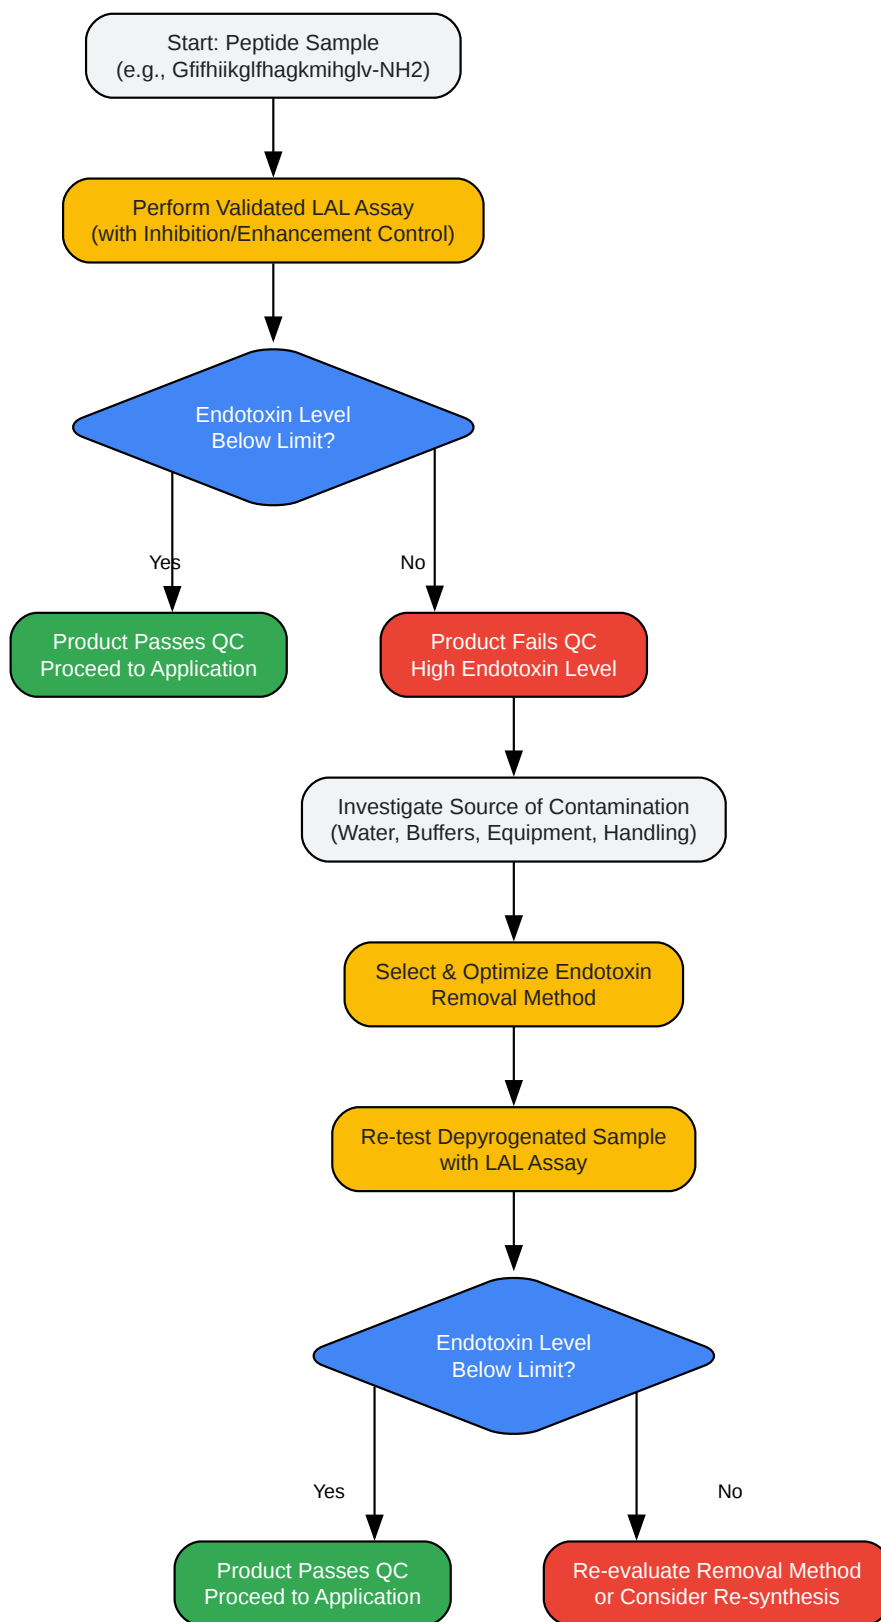 Start: Peptide Sample
(e.g., Gfifhiikglfhagkmihglv-NH2)
Perform Validated LAL Assay
(with Inhibition/Enhancement Control)
Endotoxin Level
Below Limit?
Yes
No
Product Passes QC
Proceed to Application
Product Fails QC
High Endotoxin Level
Investigate Source of Contamination
(Water, Buffers, Equipment, Handling)
Select & Optimize Endotoxin
Removal Method
Re-test Depyrogenated Sample
with LAL Assay
Endotoxin Level
Below Limit?
Yes
No
Product Passes QC
Proceed to Application
Re-evaluate Removal Method
or Consider Re-synthesis